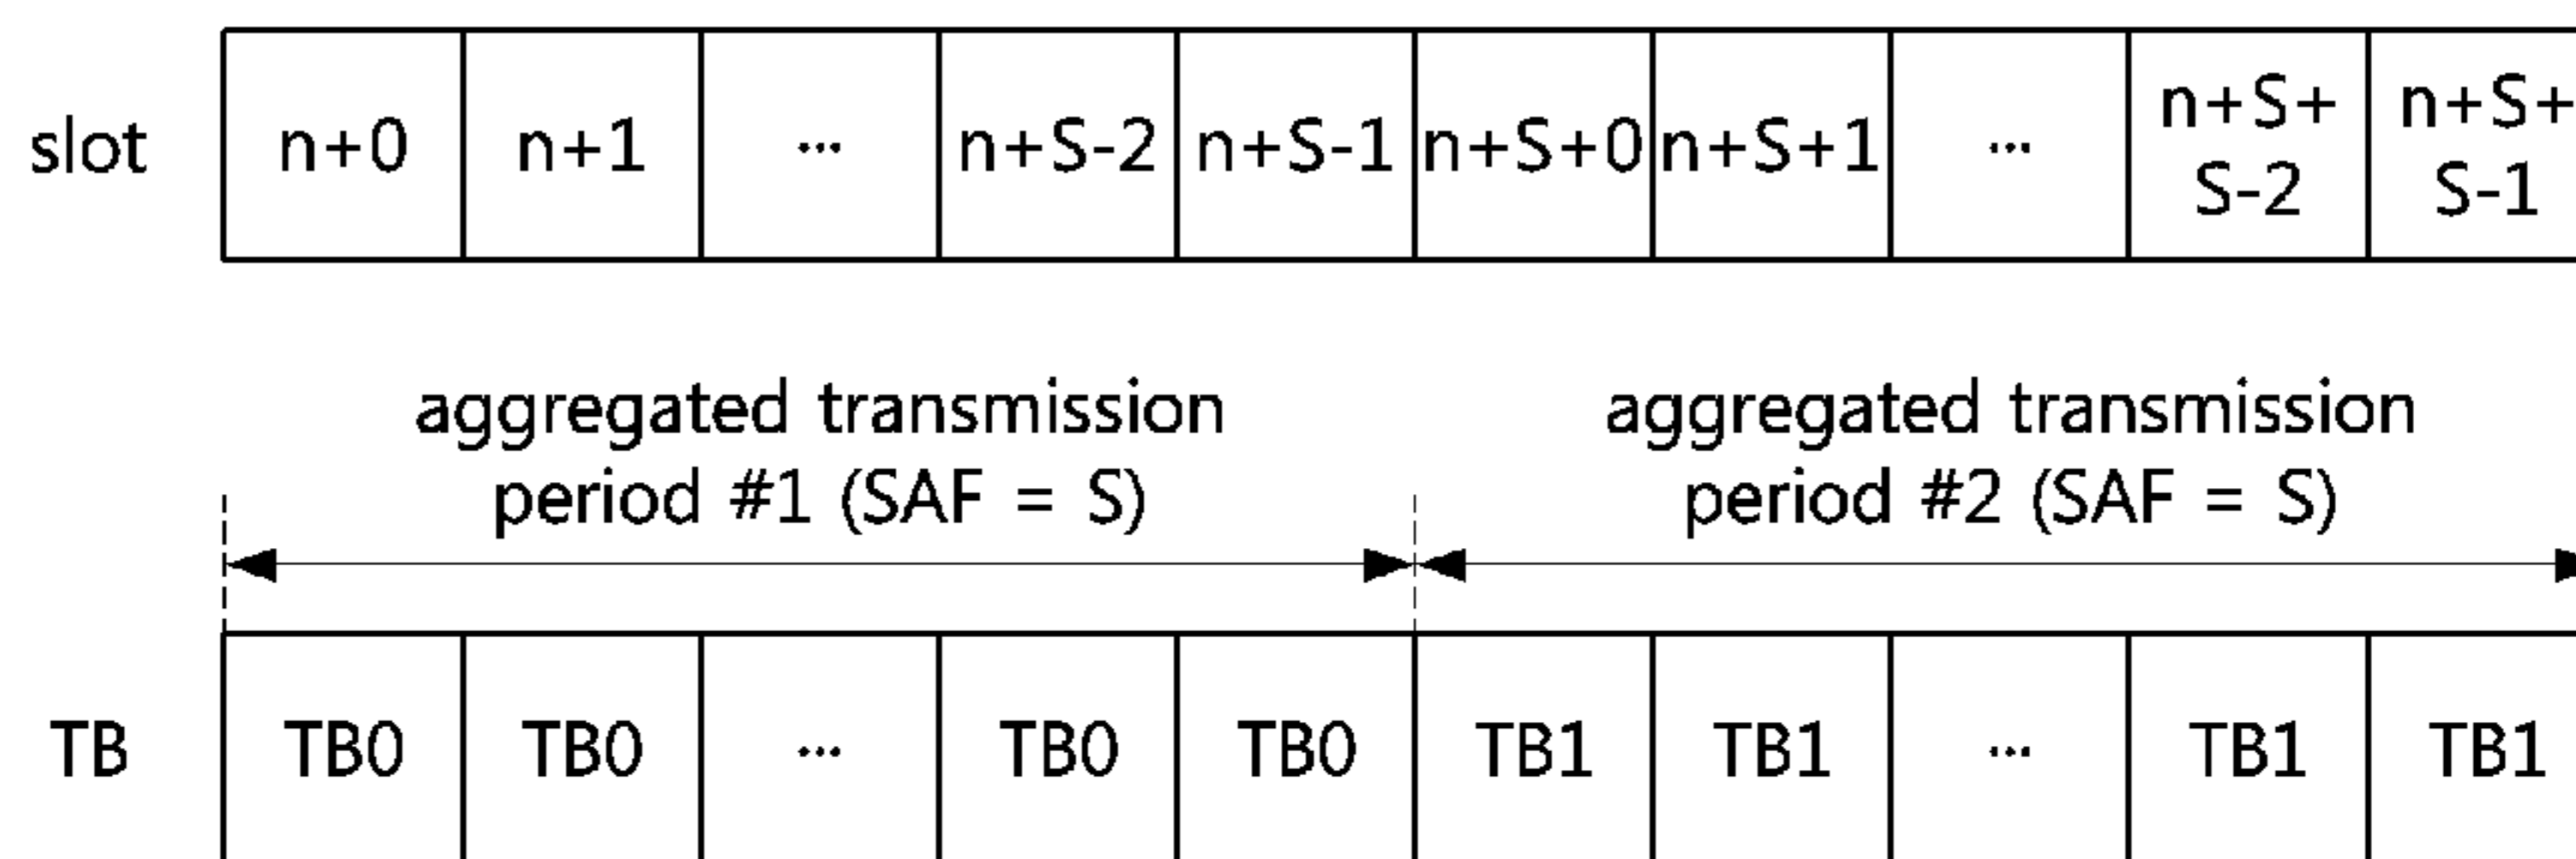 slot n+0 n+1 ... n+S-2 n+S-1 n+S+0 n+S+1 ... n+S+ S-2 n+S+ S-1
aggregated transmission
period #1 (SAF = S)
aggregated transmission
period #2 (SAF = S)
TB TB0 TB0 ... TB0 TB0 TB1 TB1 ... TB1 TB1